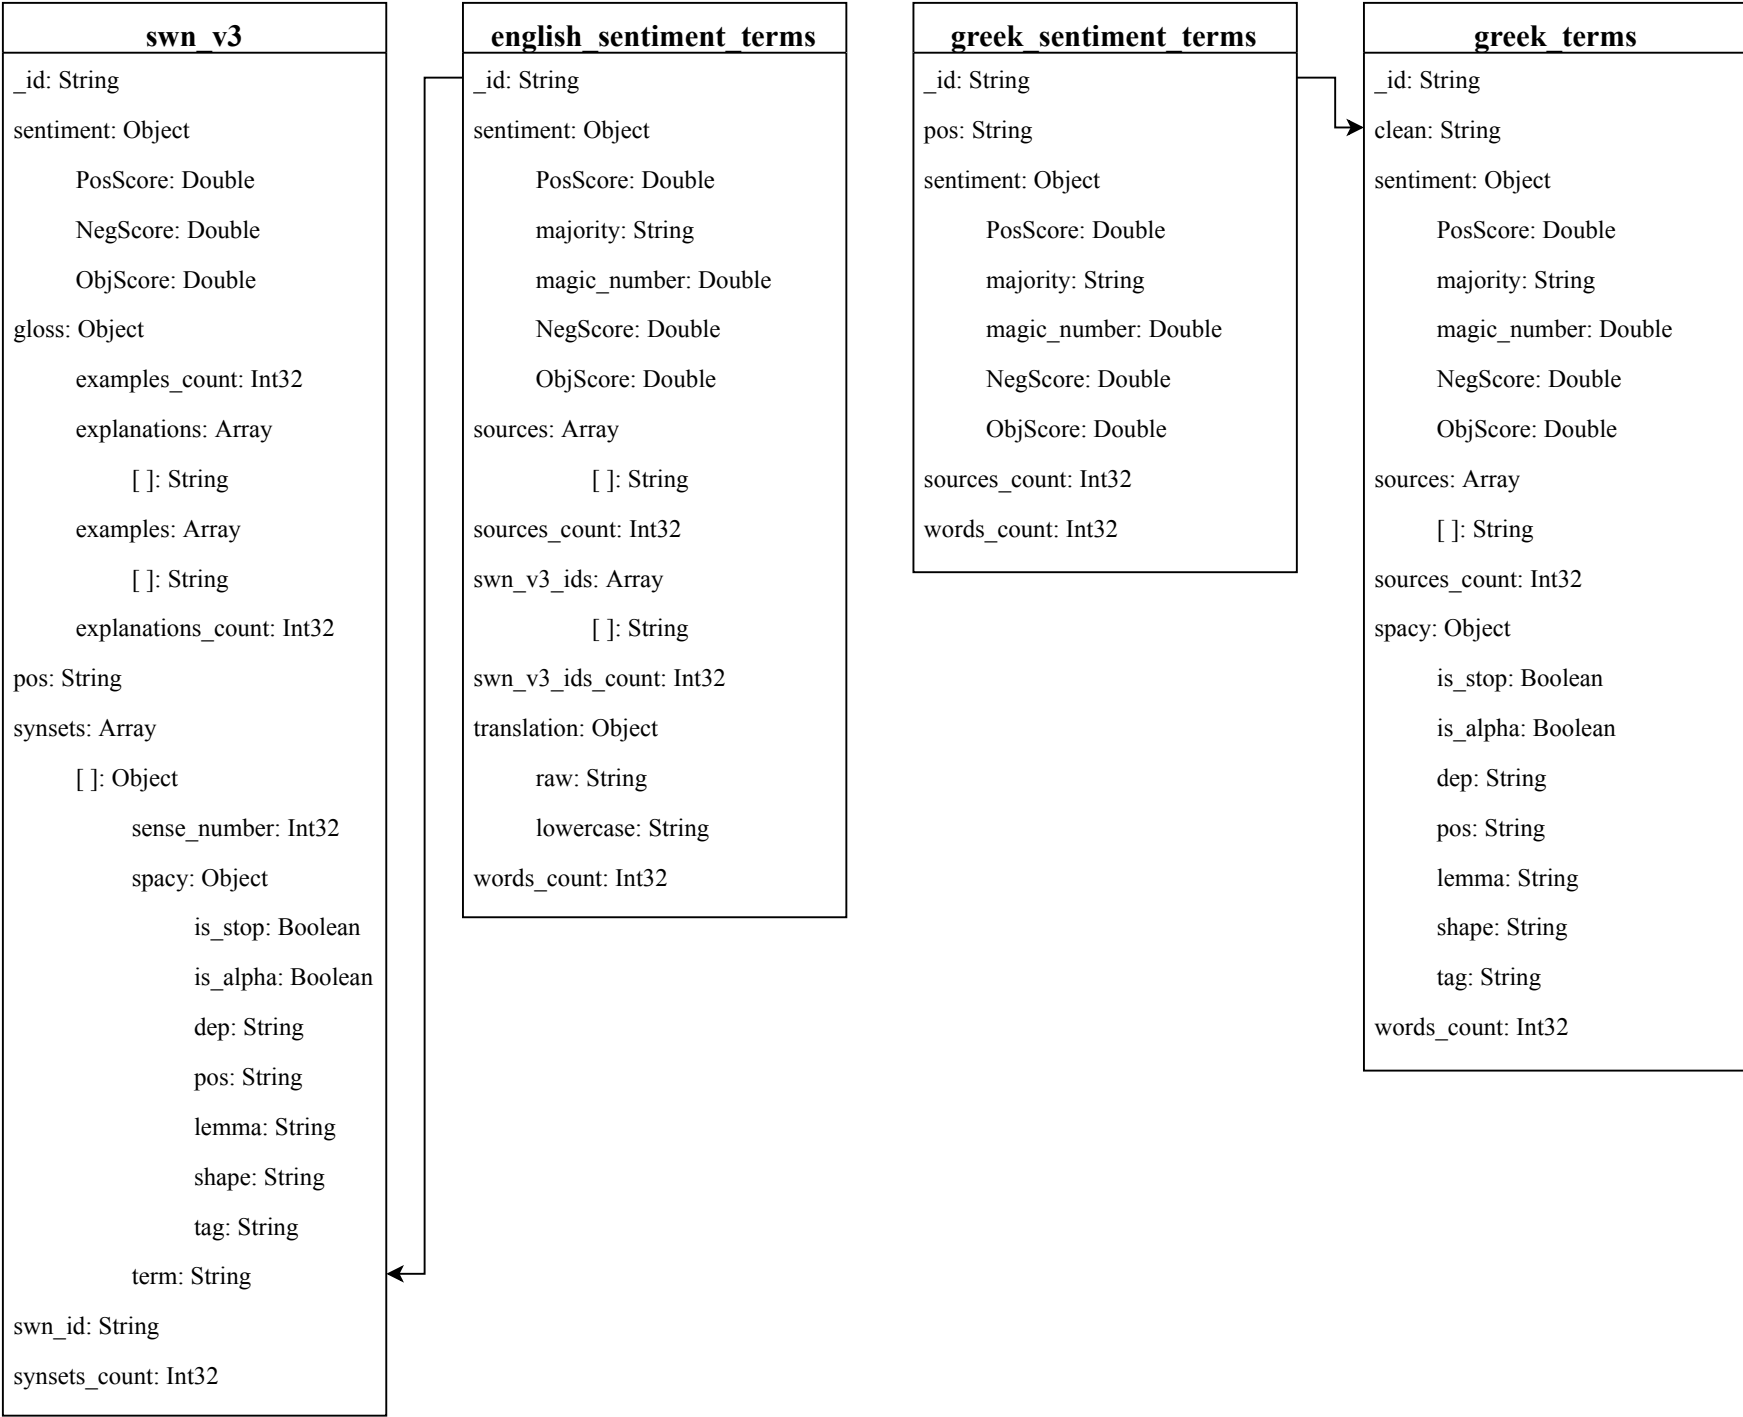 swn_v3
_id: String
sentiment: Object
PosScore: Double
NegScore: Double
ObjScore: Double
gloss: Object
examples_count: Int32
explanations: Array
[ ]: String
examples: Array
[ ]: String
explanations_count: Int32
pos: String
synsets: Array
[ ]: Object
sense_number: Int32
spacy: Object
is_stop: Boolean
is_alpha: Boolean
dep: String
pos: String
lemma: String
shape: String
tag: String
term: String
swn_id: String
synsets_count: Int32
english_sentiment_terms
_id: String
sentiment: Object
PosScore: Double
majority: String
magic_number: Double
NegScore: Double
ObjScore: Double
sources: Array
[ ]: String
sources_count: Int32
swn_v3_ids: Array
[ ]: String
swn_v3_ids_count: Int32
translation: Object
raw: String
lowercase: String
words_count: Int32
greek_sentiment_terms
_id: String
pos: String
sentiment: Object
PosScore: Double
majority: String
magic_number: Double
NegScore: Double
ObjScore: Double
sources_count: Int32
words_count: Int32
greek_terms
_id: String
clean: String
sentiment: Object
PosScore: Double
majority: String
magic_number: Double
NegScore: Double
ObjScore: Double
sources: Array
[ ]: String
sources_count: Int32
spacy: Object
is_stop: Boolean
is_alpha: Boolean
dep: String
pos: String
lemma: String
shape: String
tag: String
words_count: Int32